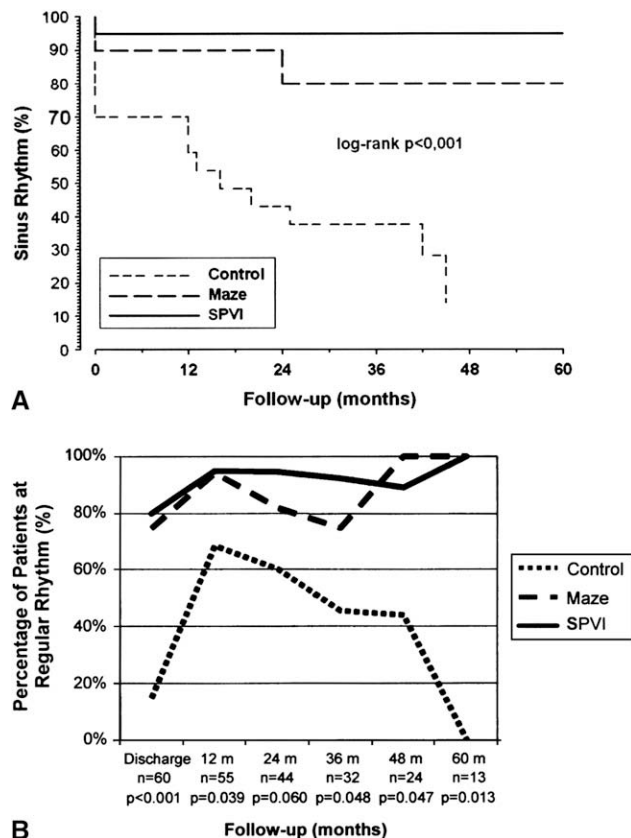 100
90
80
70
60
50
40
30
20
10
0
Sinus Rhythm (%)
log-rank p<0,001
Control
Maze
SPVI
0 12 24 36 48 60
Follow-up (months)
A
100%
80%
60%
40%
20%
0%
Percentage of Patients at
Regular Rhythm (%)
Control
Maze
SPVI
Discharge 12 m 24 m 36 m 48 m 60 m
n=60 n=55 n=44 n=32 n=24 n=13
p<0.001 p=0.039 p=0.060 p=0.048 p=0.047 p=0.013
Follow-up (months)
B